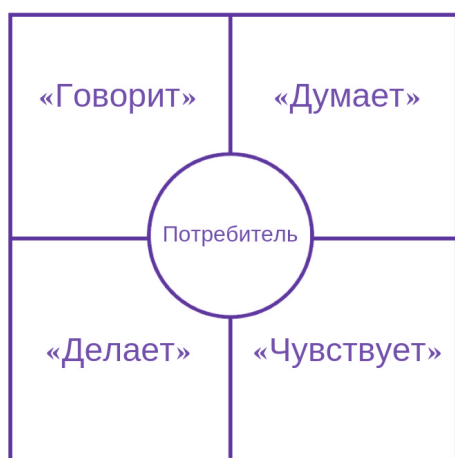 «Говорит»
«Думает»
Потребитель
«Делает»
«Чувствует»